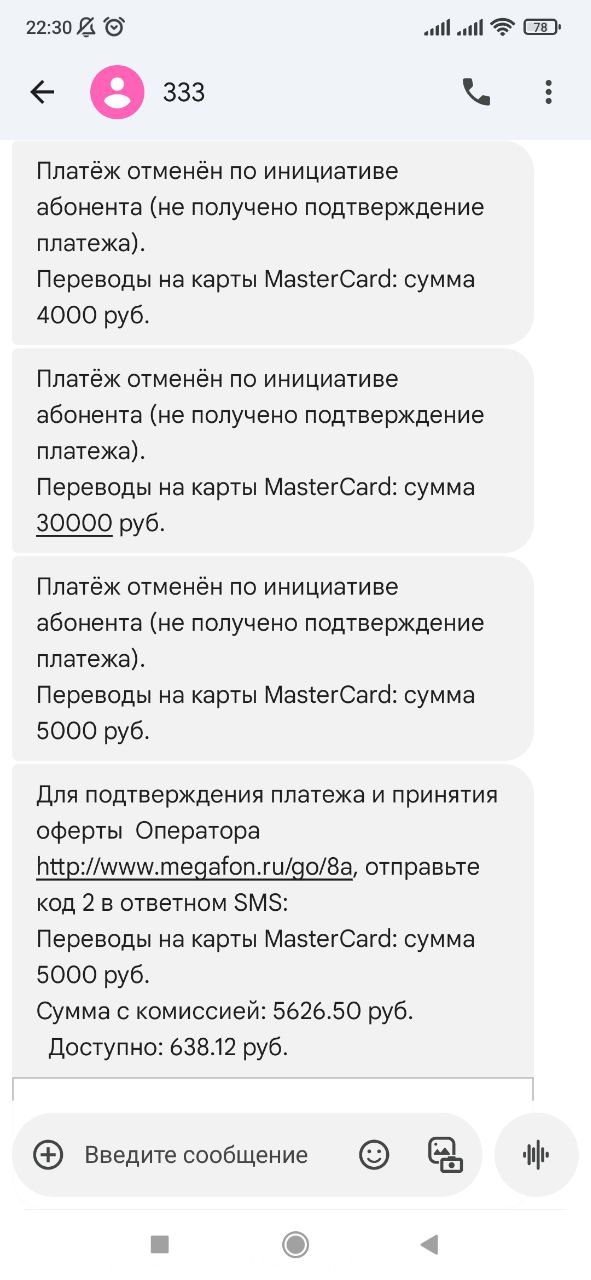 22:30
78
333
Платёж отменён по инициативе
абонента (не получено подтверждение
платежа).
Переводы на карты MasterCard: сумма
4000 руб.
Платёж отменён по инициативе
абонента (не получено подтверждение
платежа).
Переводы на карты MasterCard: сумма
30000 руб.
Платёж отменён по инициативе
абонента (не получено подтверждение
платежа).
Переводы на карты MasterCard: сумма
5000 руб.
Для подтверждения платежа и принятия
оферты Оператора
http://www.megafon.ru/go/8a, отправьте
код 2 в ответном SMS:
Переводы на карты MasterCard: сумма
5000 руб.
Сумма с комиссией: 5626.50 руб.
Доступно: 638.12 руб.
Введите сообщение